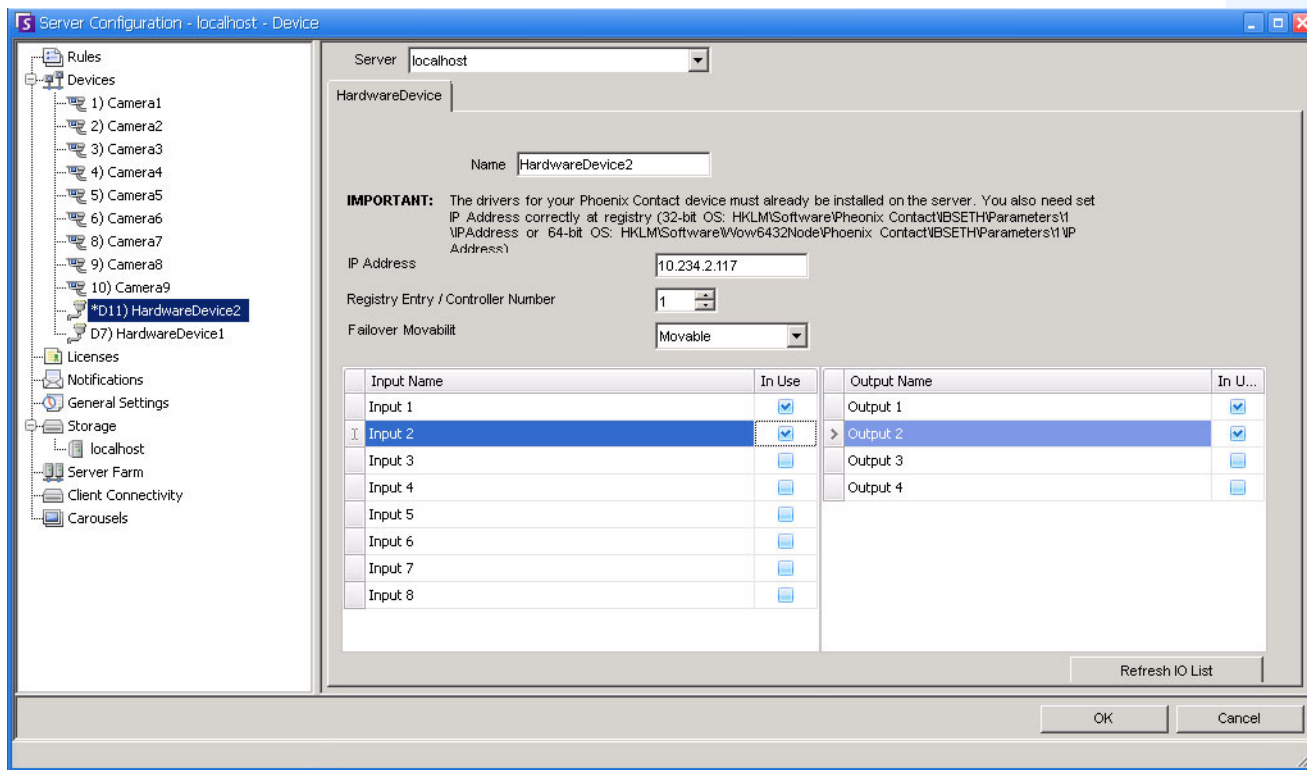 Server Configuration - localhost - Device
Rules
Devices
1) Camera1
2) Camera2
3) Camera3
4) Camera4
5) Camera5
6) Camera6
8) Camera7
9) Camera8
10) Camera9
*D11) HardwareDevice2
D7) HardwareDevice1
Licenses
Notifications
General Settings
Storage
localhost
Server Farm
Client Connectivity
Carousels
Server localhost
HardwareDevice
Name HardwareDevice2
IMPORTANT: The drivers for your Phoenix Contact device must already be installed on the server. You also need set
IP Address correctly at registry (32-bit OS: HKLM\Software\Pheonix Contact\IBSETH\Parameters\1
\IPAddress or 64-bit OS: HKLM\Software\Wow6432Node\Phoenix Contact\IBSETH\Parameters\1\IP
Address)
IP Address 10.234.2.117
Registry Entry / Controller Number 1
Failover Movabilit Movable
Input Name In Use
Input 1
Input 2
Input 3
Input 4
Input 5
Input 6
Input 7
Input 8
Output Name In U...
Output 1
Output 2
Output 3
Output 4
Refresh IO List
OK Cancel